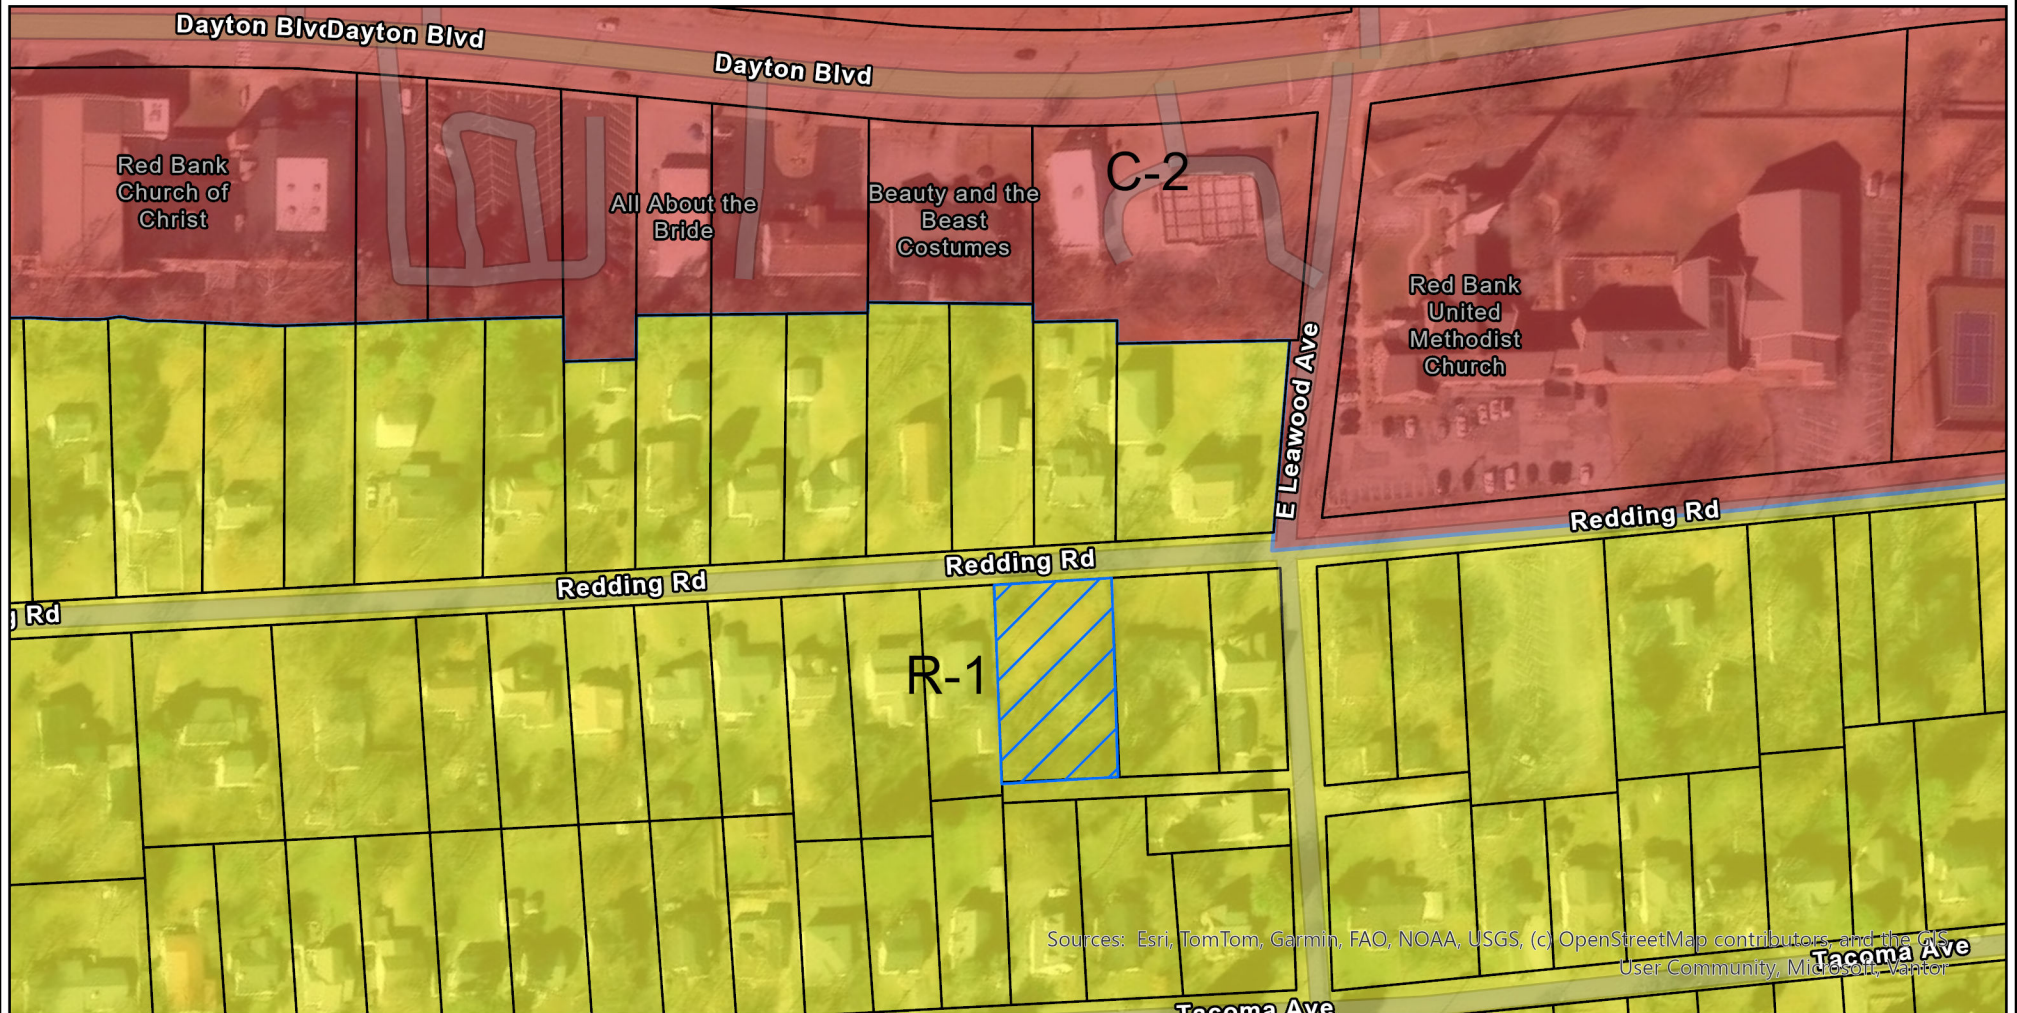 Dayton Blvd
Dayton Blvd
Dayton Blvd
Red Bank
Church of
Christ
All About the
Bride
Beauty and the
Beast
Costumes
C-2
Red Bank
United
Methodist
Church
E Leawood Ave
Redding Rd
Redding Rd
Redding Rd
g Rd
R-1
Sources: Esri, TomTom, Garmin, FAO, NOAA, USGS, (c) OpenStreetMap contributors, and the GIS
User Community, Microsoft, Vantor
Tacoma Ave
Tacoma Ave